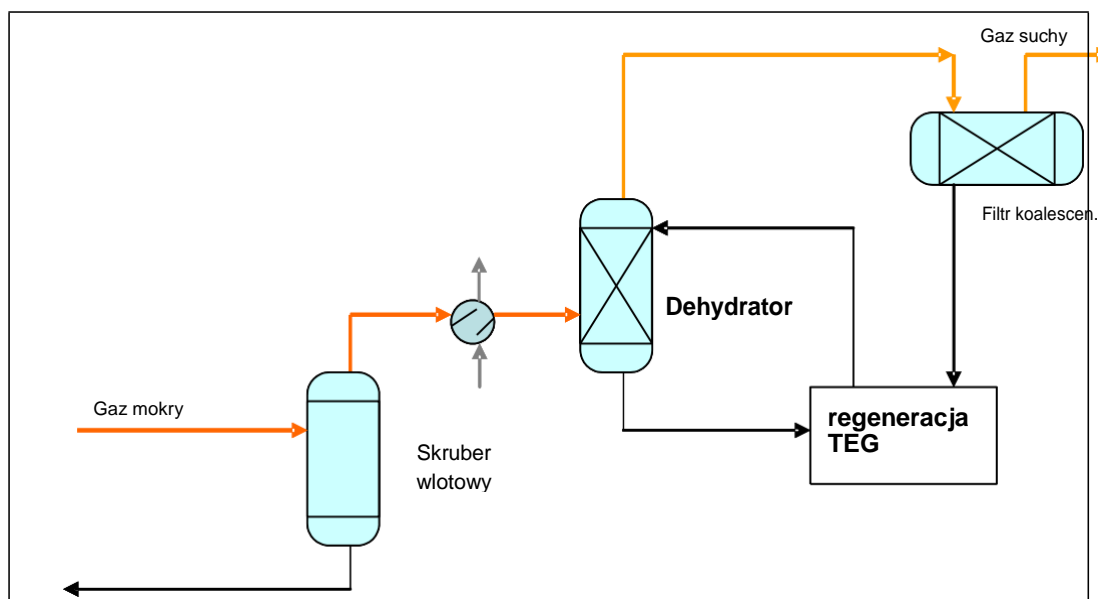 Gaz suchy
Filtr koalescen.
Dehydrator
Gaz mokry
regeneracja
TEG
Skruber
wlotowy